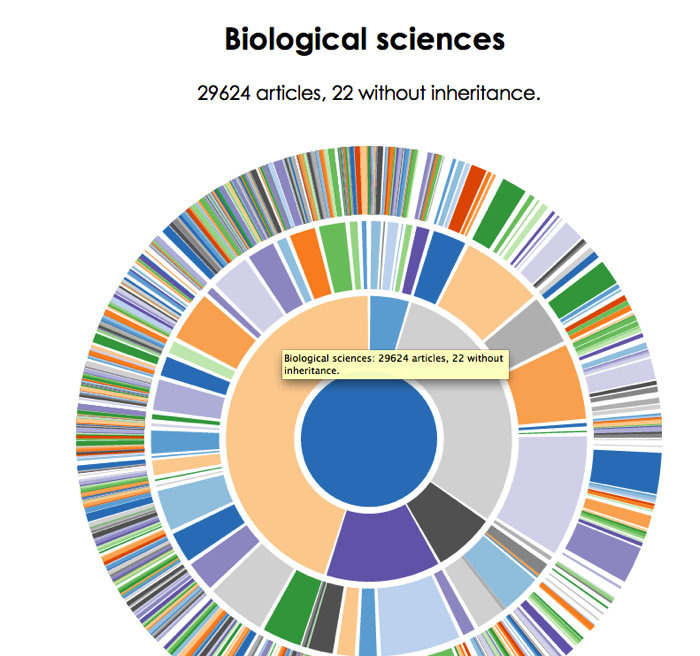 Biological sciences
29624 articles, 22 without inheritance.
Biological sciences: 29624 articles, 22 without
inheritance.